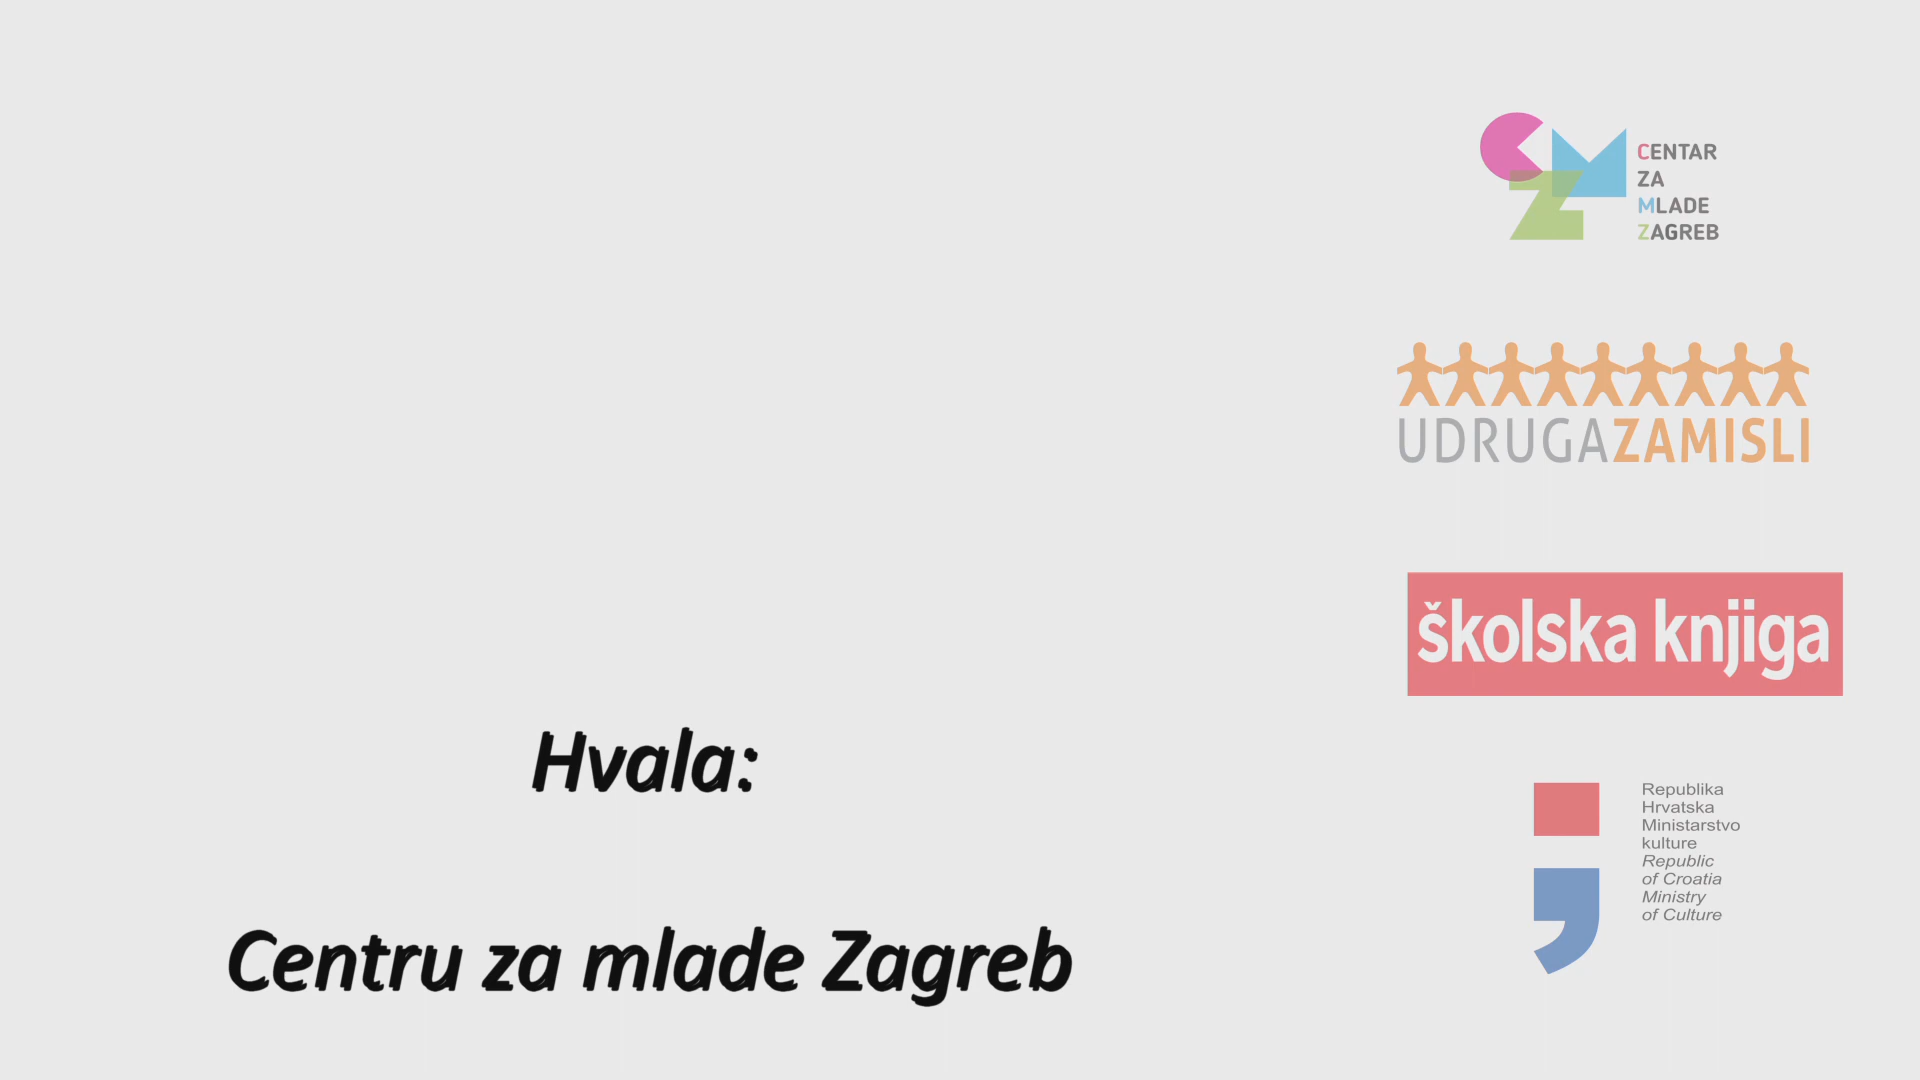 CENTAR
ZA
MLADE
ZAGREB
UDRUGAZAMISLI
školska knjiga
Hvala:
Centru za mlade Zagreb
Republika
Hrvatska
Ministarstvo
kulture
Republic
of Croatia
Ministry
of Culture